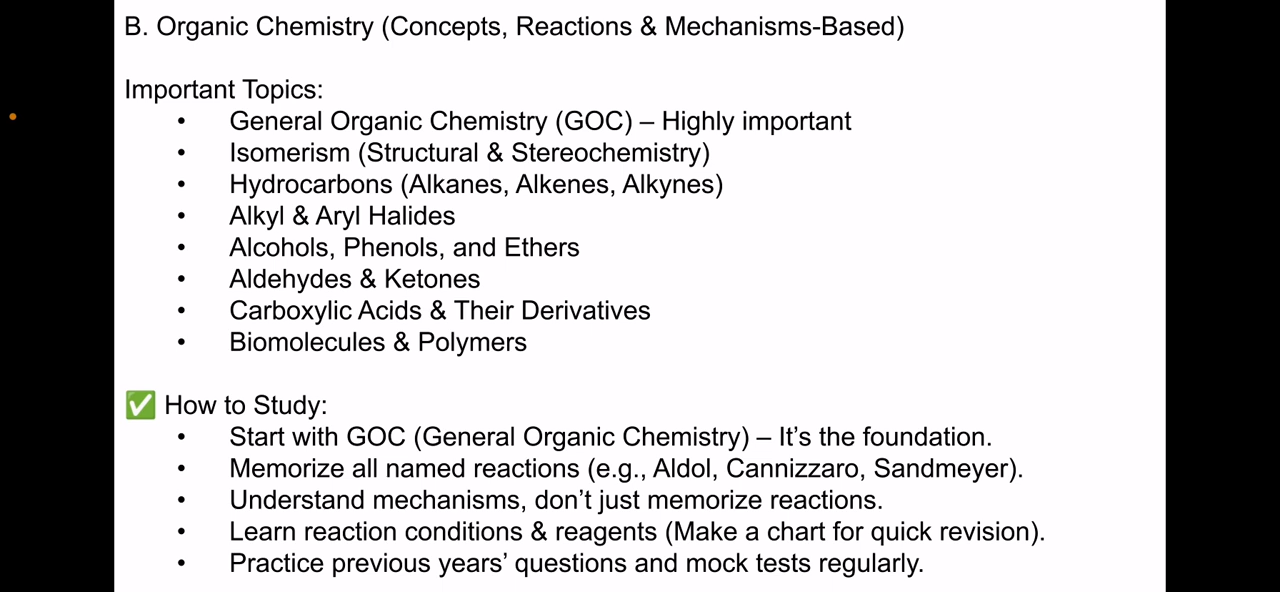 B. Organic Chemistry (Concepts, Reactions & Mechanisms-Based)
Important Topics:
• General Organic Chemistry (GOC) – Highly important
• Isomerism (Structural & Stereochemistry)
• Hydrocarbons (Alkanes, Alkenes, Alkynes)
• Alkyl & Aryl Halides
• Alcohols, Phenols, and Ethers
• Aldehydes & Ketones
• Carboxylic Acids & Their Derivatives
• Biomolecules & Polymers
✅ How to Study:
• Start with GOC (General Organic Chemistry) – It’s the foundation.
• Memorize all named reactions (e.g., Aldol, Cannizzaro, Sandmeyer).
• Understand mechanisms, don’t just memorize reactions.
• Learn reaction conditions & reagents (Make a chart for quick revision).
• Practice previous years’ questions and mock tests regularly.